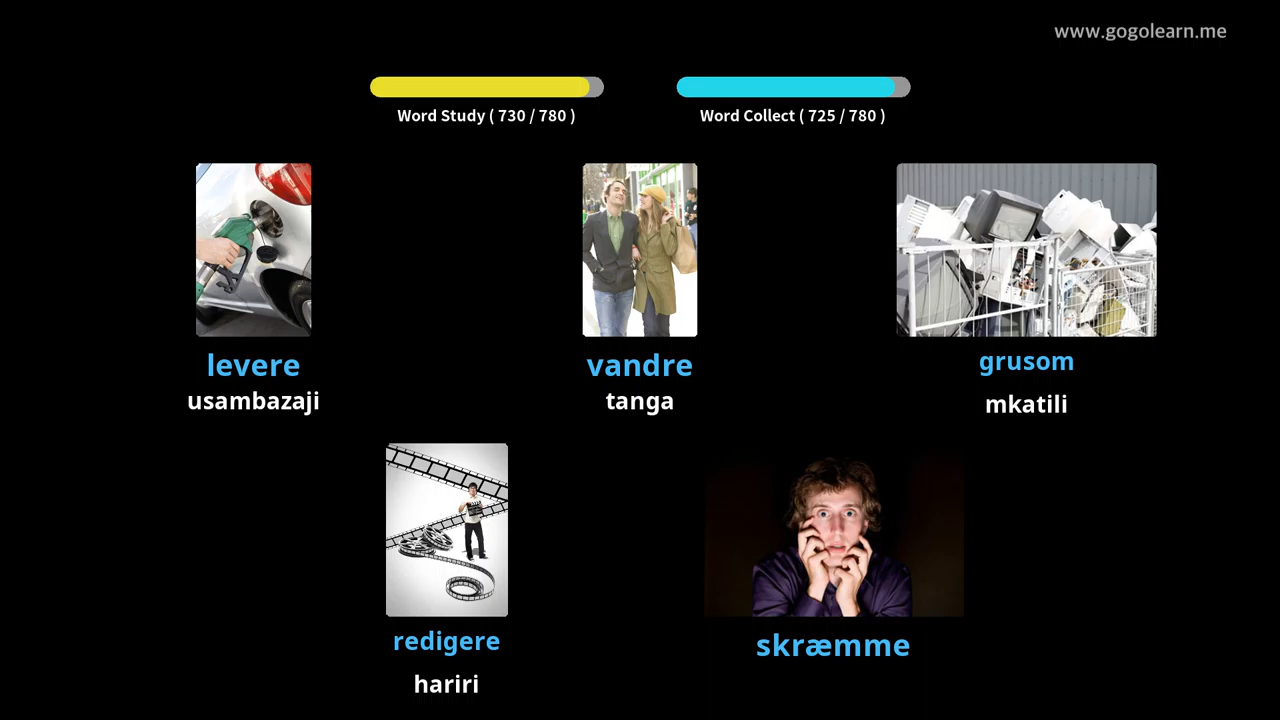 www.gogolearn.me
Word Study ( 730 / 780 )
Word Collect ( 725 / 780 )
levere
usambazaji
vandre
tanga
grusom
mkatili
redigere
hariri
skræmme